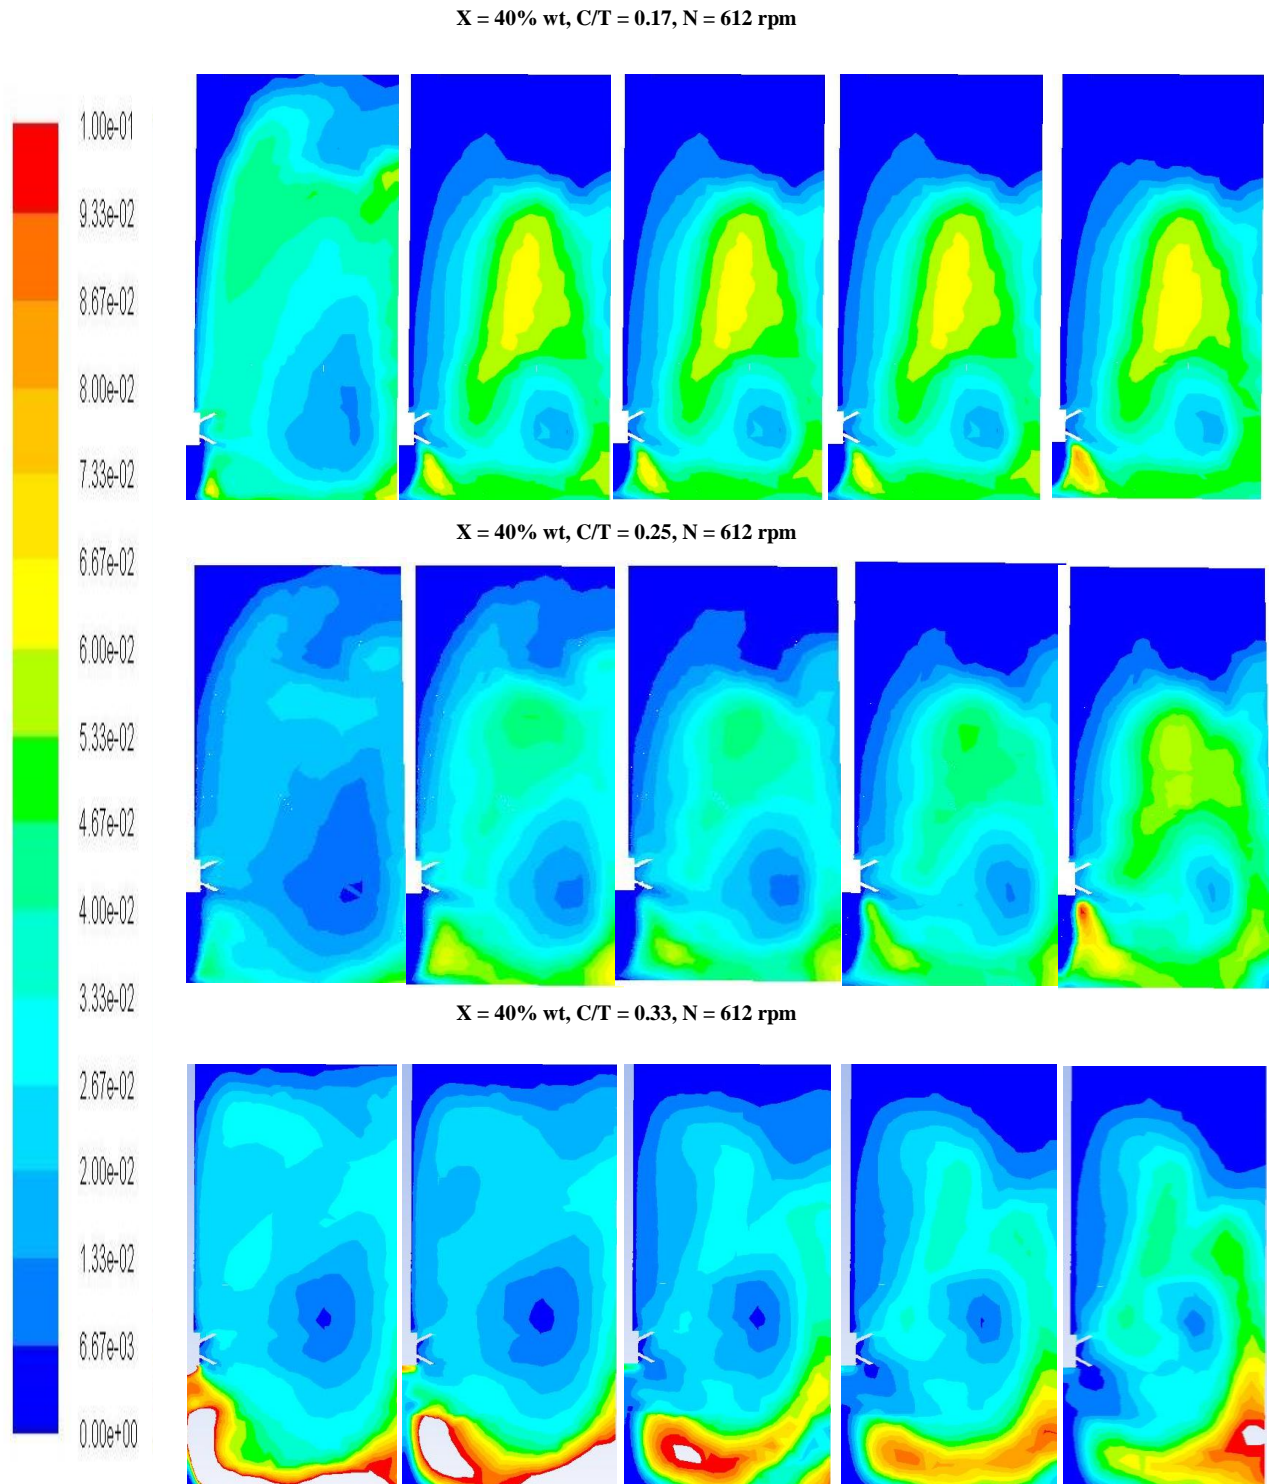 X = 40% wt, C/T = 0.17, N = 612 rpm
1.00e-01
9.33e-02
8.67e-02
8.00e-02
7.33e-02
6.67e-02
6.00e-02
5.33e-02
4.67e-02
4.00e-02
3.33e-02
2.67e-02
2.00e-02
1.33e-02
6.67e-03
0.00e+00
X = 40% wt, C/T = 0.25, N = 612 rpm
X = 40% wt, C/T = 0.33, N = 612 rpm